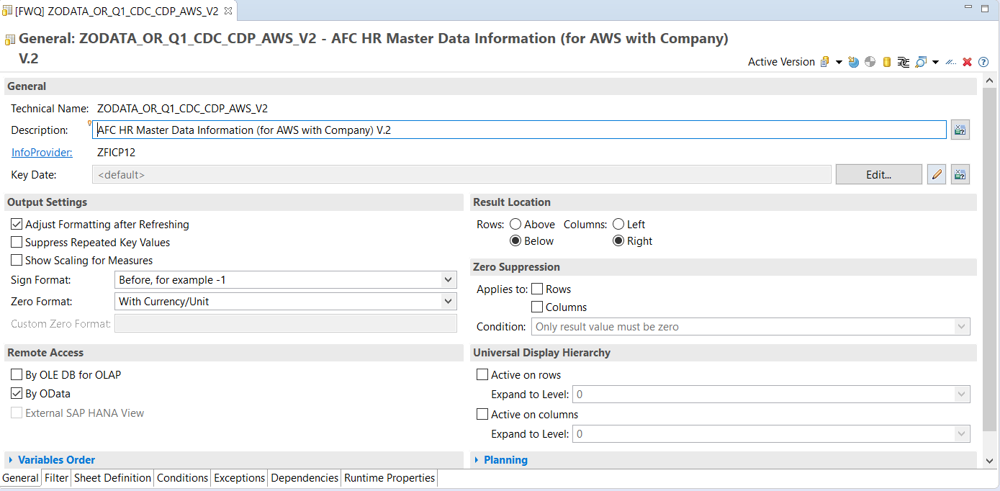 [FWQ] ZODATA_OR_Q1_CDC_CDP_AWS_V2
General: ZODATA_OR_Q1_CDC_CDP_AWS_V2 - AFC HR Master Data Information (for AWS with Company)
V.2
Active Version
General
Technical Name: ZODATA_OR_Q1_CDC_CDP_AWS_V2
Description: AFC HR Master Data Information (for AWS with Company) V.2
InfoProvider: ZFICP12
Key Date: <default> Edit...
Output Settings
Adjust Formatting after Refreshing
Suppress Repeated Key Values
Show Scaling for Measures
Sign Format: Before, for example -1
Zero Format: With Currency/Unit
Custom Zero Format:
Result Location
Rows: Above Columns: Left
Below Right
Zero Suppression
Applies to: Rows
Columns
Condition: Only result value must be zero
Remote Access
By OLE DB for OLAP
By OData
External SAP HANA View
Universal Display Hierarchy
Active on rows
Expand to Level: 0
Active on columns
Expand to Level: 0
Variables Order
Planning
General Filter Sheet Definition Conditions Exceptions Dependencies Runtime Properties